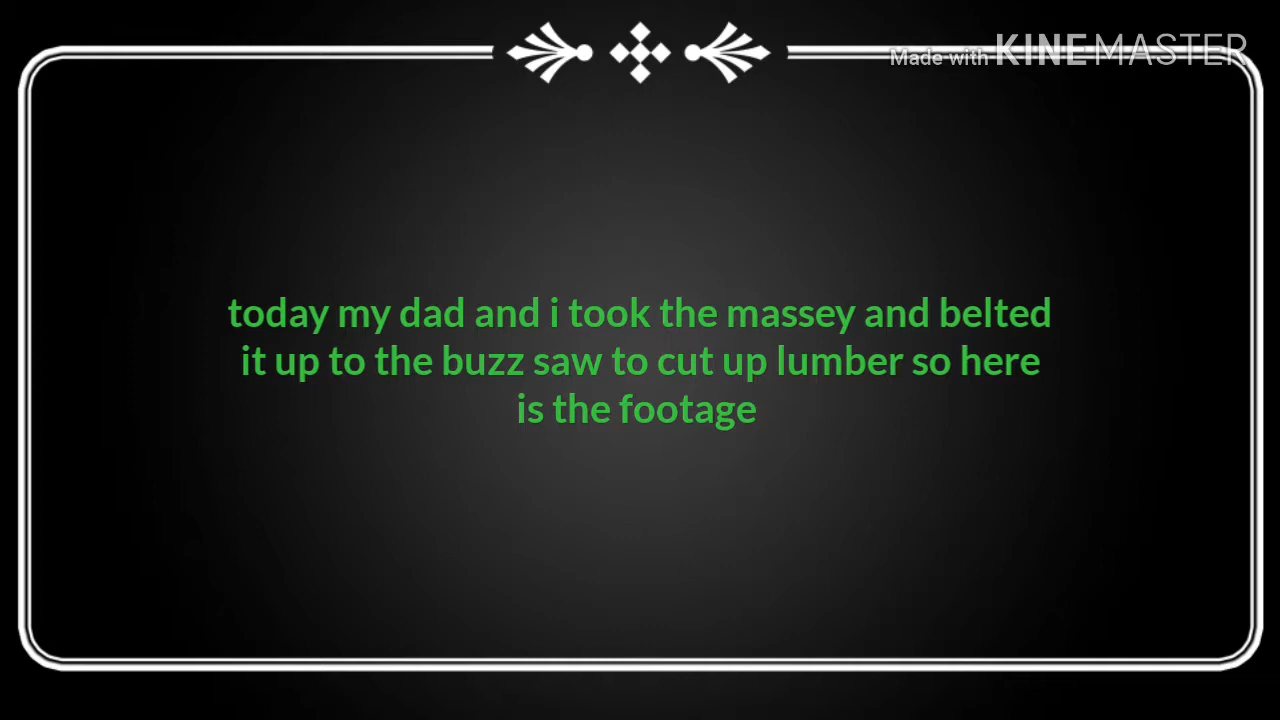 Made with KINEMASTER
today my dad and i took the massey and belted
it up to the buzz saw to cut up lumber so here
is the footage